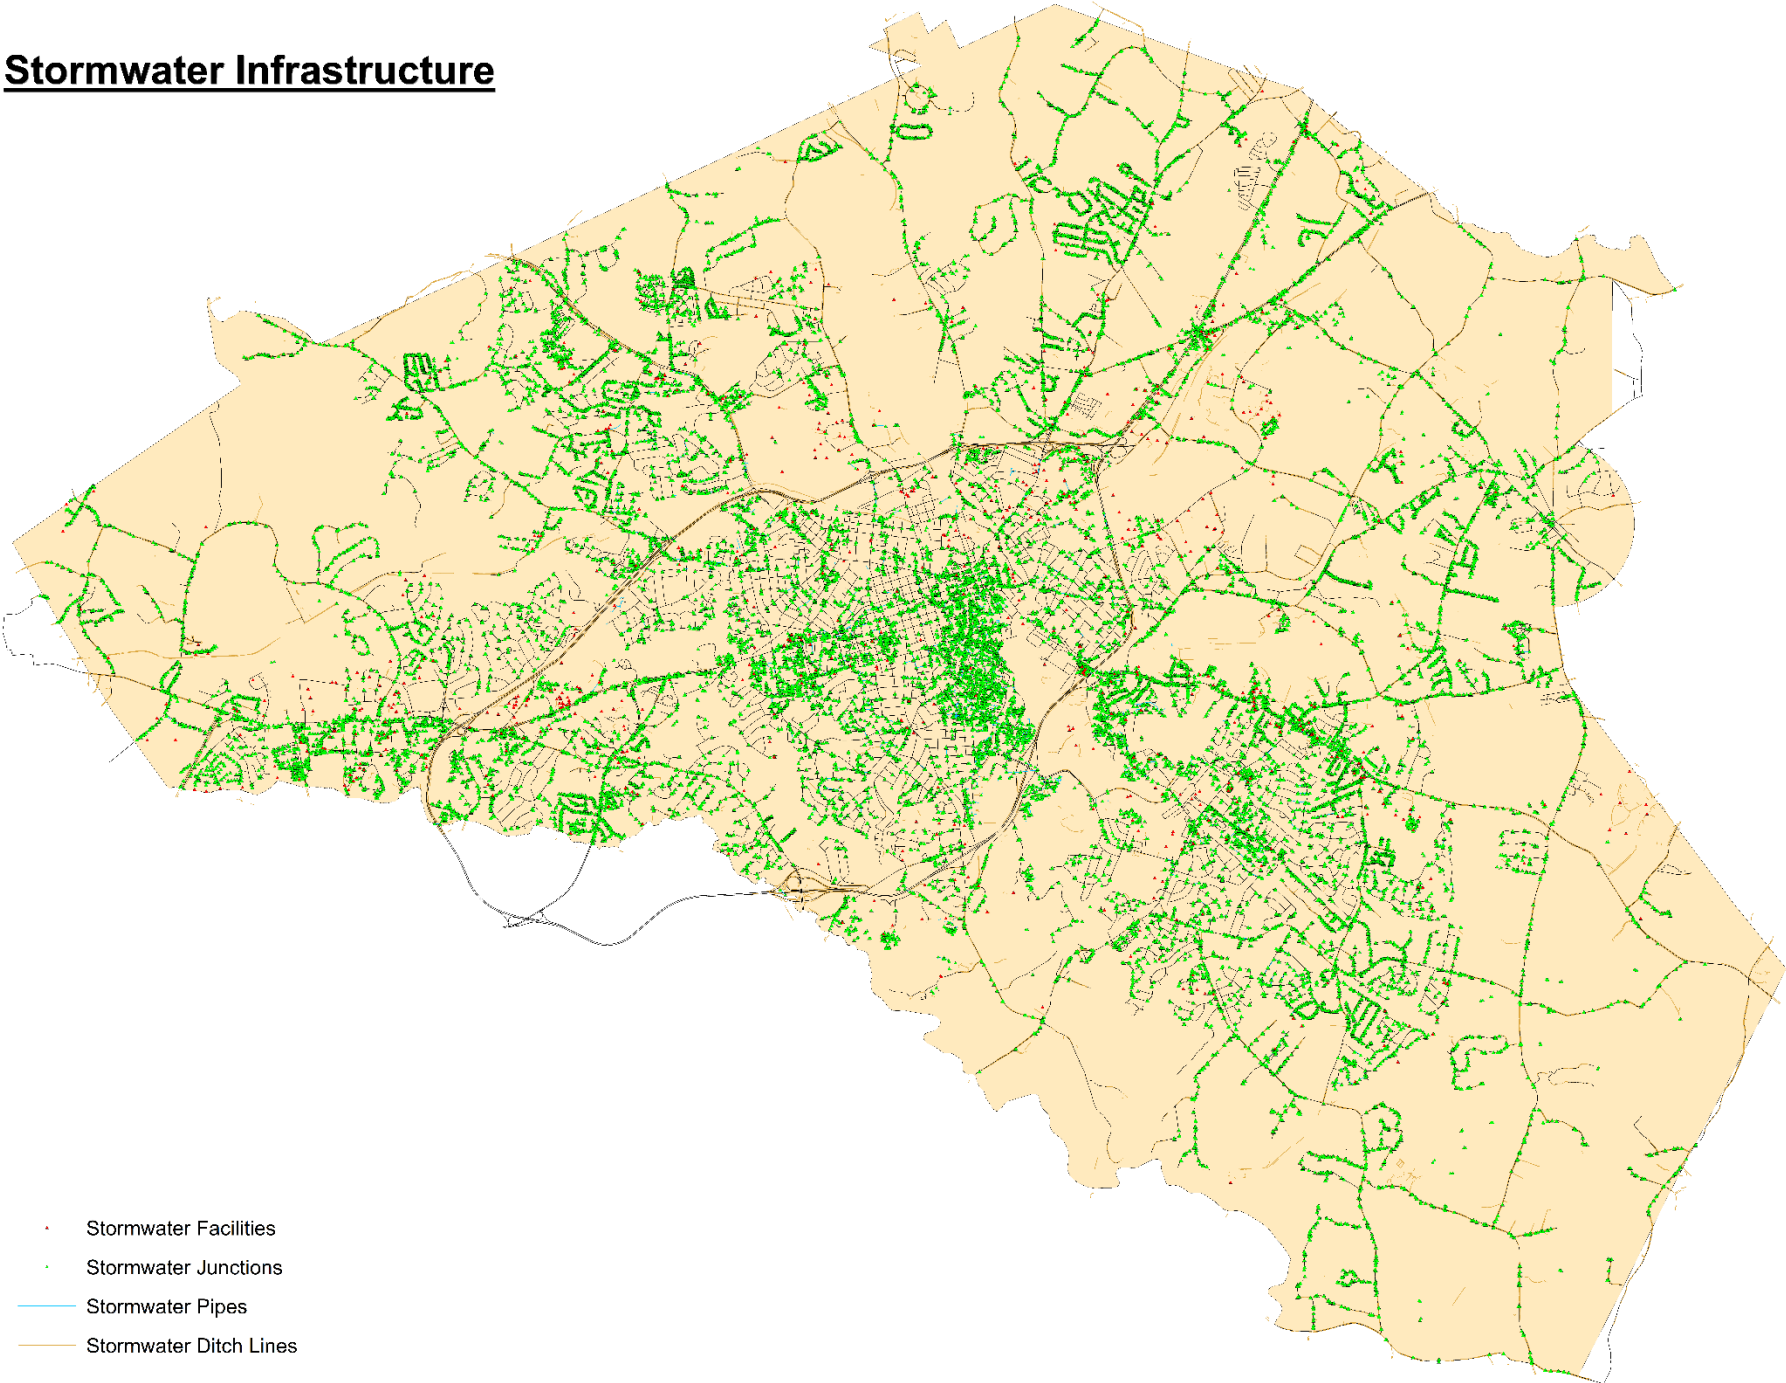 Stormwater Infrastructure
Stormwater Facilities
Stormwater Junctions
Stormwater Pipes
Stormwater Ditch Lines